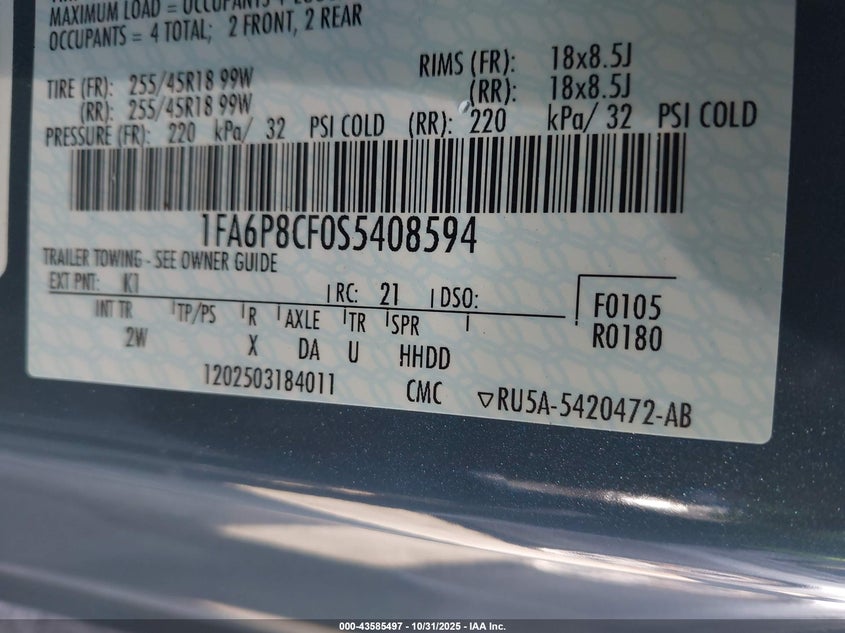 MAXIMUM LOAD = OCCUPANTS +
OCCUPANTS = 4 TOTAL; 2 FRONT, 2 REAR
TIRE (FR): 255/45R18 99W RIMS (FR): 18x8.5J
(RR): 255/45R18 99W (RR): 18x8.5J
PRESSURE (FR): 220 kPa/ 32 PSI COLD (RR): 220 kPa/ 32 PSI COLD
1FA6P8CF0S5408594
TRAILER TOWING - SEE OWNER GUIDE
EXT PNT: K1 RC: 21 DSO: F0105
INT TR TP/PS R AXLE TR SPR R0180
2W X DA U HHDD
1202503184011 CMC ▽RU5A-5420472-AB
000-43585497 - 10/31/2025 - IAA Inc.